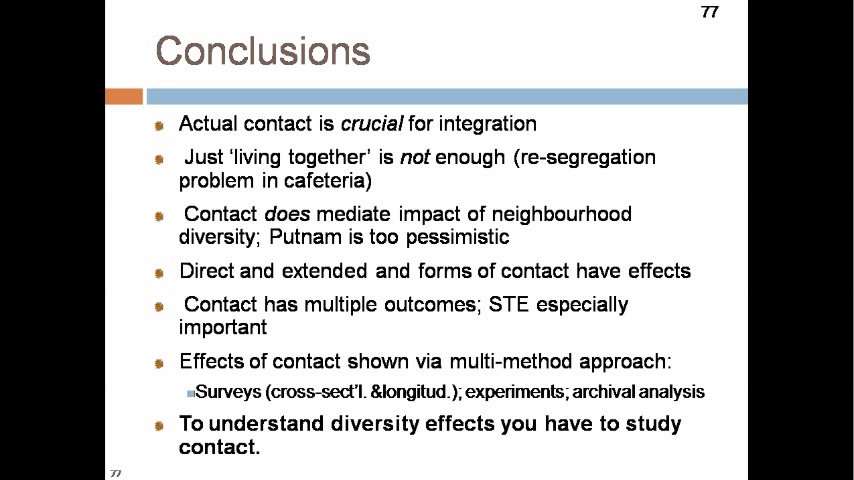 77
Conclusions
Actual contact is crucial for integration
Just ‘living together’ is not enough (re-segregation
problem in cafeteria)
Contact does mediate impact of neighbourhood
diversity; Putnam is too pessimistic
Direct and extended and forms of contact have effects
Contact has multiple outcomes; STE especially
important
Effects of contact shown via multi-method approach:
Surveys (cross-sect’l. &longitud.); experiments; archival analysis
To understand diversity effects you have to study
contact.
77